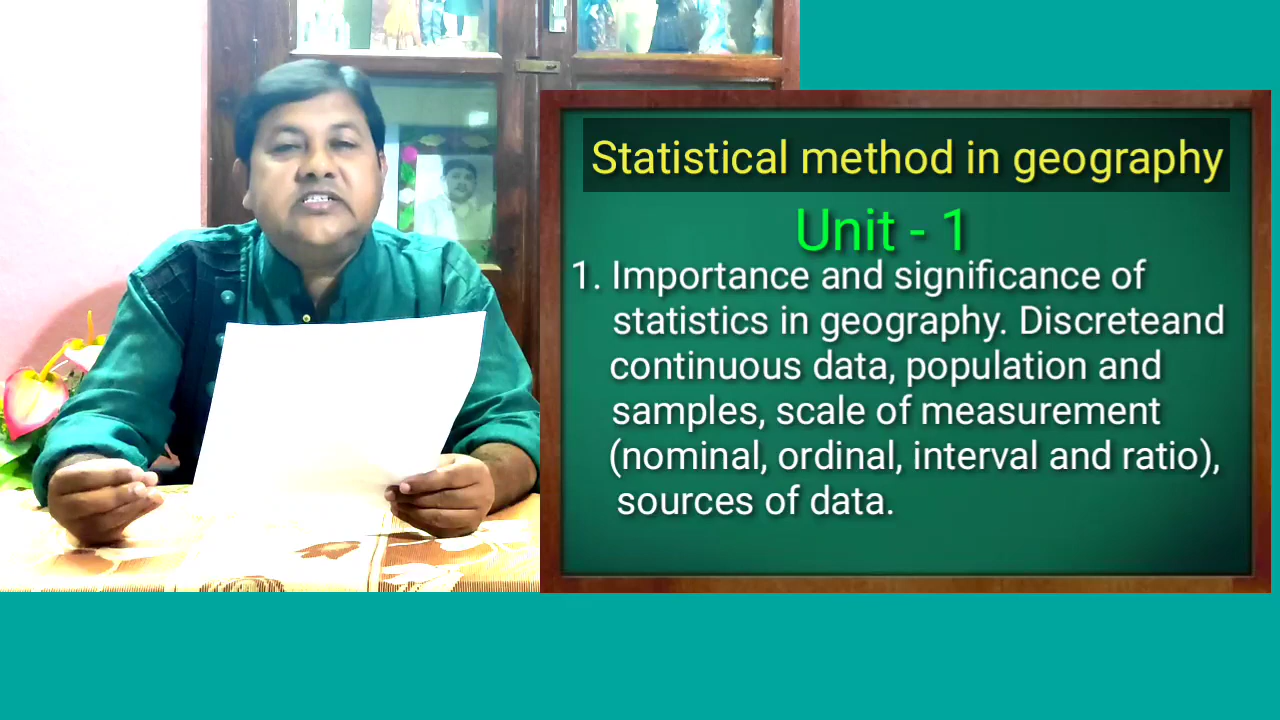 Statistical method in geography
Unit - 1
1. Importance and significance of
statistics in geography. Discreteand
continuous data, population and
samples, scale of measurement
(nominal, ordinal, interval and ratio),
sources of data.